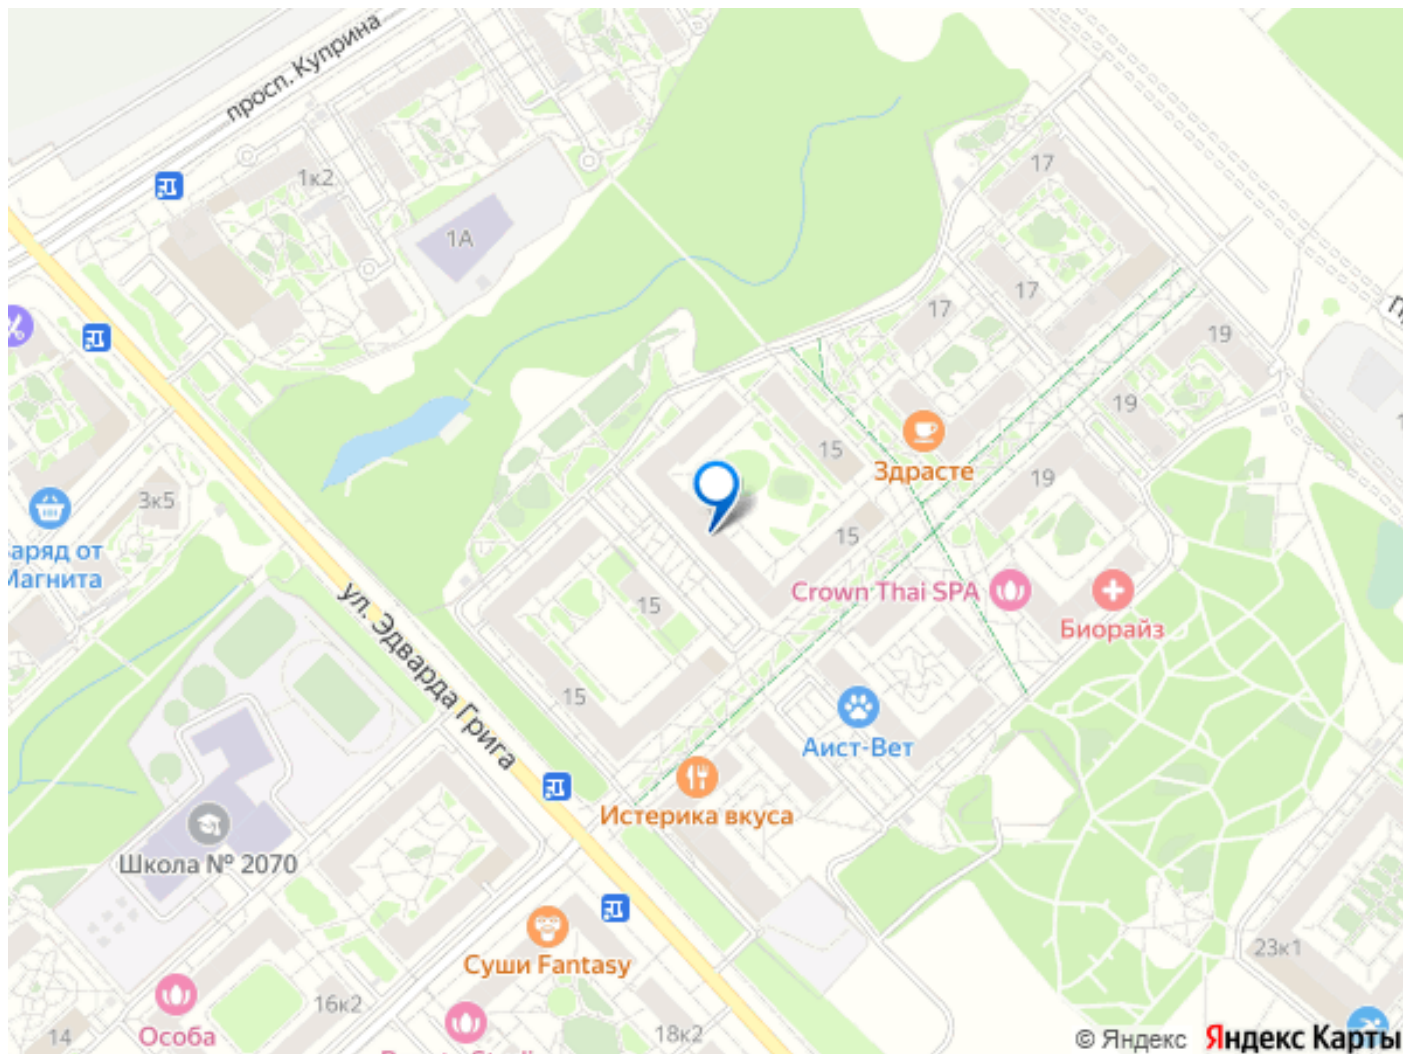 просп. Куприна
1к2
1А
17
17
17
19
19
19
15
15
15
15
Здрасте
3к5
Магнита
ул. Эдварда Грига
Crown Thai SPA
Биорайз
Аист-Вет
Истерика вкуса
Школа № 2070
Суши Fantasy
16к2
14
Особа
18к2
23к1
© Яндекс Яндекс Карты